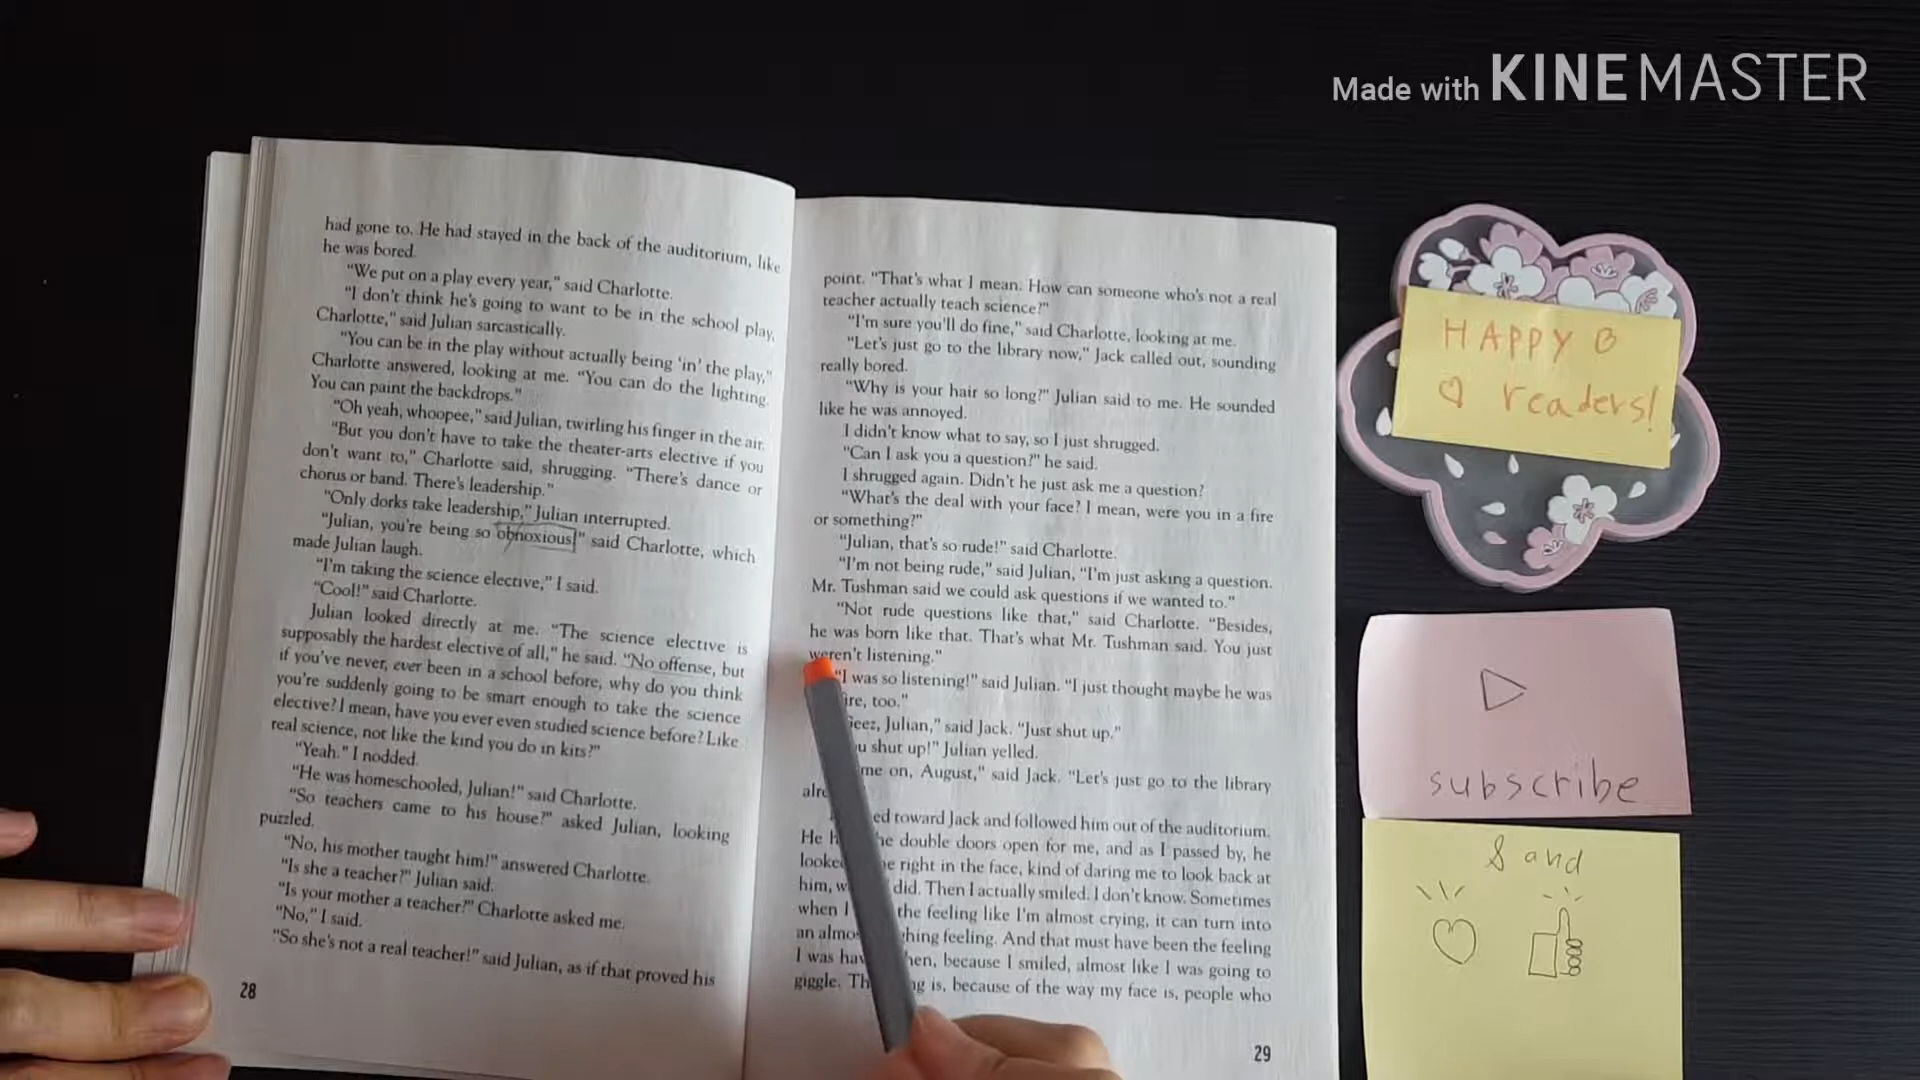 Made with KINEMASTER
had gone to. He had stayed in the back of the auditorium, like
he was bored.
"We put on a play every year," said Charlotte.
"I don't think he's going to want to be in the school play,
Charlotte," said Julian sarcastically.
"You can be in the play without actually being 'in' the play,"
Charlotte answered, looking at me. "You can do the lighting.
You can paint the backdrops."
"Oh yeah, whoopee," said Julian, twirling his finger in the air.
"But you don't have to take the theater-arts elective if you
don't want to," Charlotte said, shrugging. "There's dance or
chorus or band. There's leadership."
"Only dorks take leadership," Julian interrupted.
"Julian, you're being so obnoxious!" said Charlotte, which
made Julian laugh.
"I'm taking the science elective," I said.
"Cool!" said Charlotte.
Julian looked directly at me. "The science elective is
supposably the hardest elective of all," he said. "No offense, but
if you've never, ever been in a school before, why do you think
you're suddenly going to be smart enough to take the science
elective? I mean, have you ever even studied science before? Like
real science, not like the kind you do in kits?"
"Yeah." I nodded.
"He was homeschooled, Julian!" said Charlotte.
"So teachers came to his house?" asked Julian, looking
puzzled.
"No, his mother taught him!" answered Charlotte.
"Is she a teacher?" Julian said.
"Is your mother a teacher?" Charlotte asked me.
"No," I said.
"So she's not a real teacher!" said Julian, as if that proved his
28
point. "That's what I mean. How can someone who's not a real
teacher actually teach science?"
"I'm sure you'll do fine," said Charlotte, looking at me.
"Let's just go to the library now," Jack called out, sounding
really bored.
"Why is your hair so long?" Julian said to me. He sounded
like he was annoyed.
I didn't know what to say, so I just shrugged.
"Can I ask you a question?" he said.
I shrugged again. Didn't he just ask me a question?
"What's the deal with your face? I mean, were you in a fire
or something?"
"Julian, that's so rude!" said Charlotte.
"I'm not being rude," said Julian, "I'm just asking a question.
Mr. Tushman said we could ask questions if we wanted to."
"Not rude questions like that," said Charlotte. "Besides,
he was born like that. That's what Mr. Tushman said. You just
weren't listening."
"I was so listening!" said Julian. "I just thought maybe he was
fire, too."
Geez, Julian," said Jack. "Just shut up."
shut up!" Julian yelled.
on, August," said Jack. "Let's just go to the library
toward Jack and followed him out of the auditorium.
He double doors open for me, and as I passed by, he
looked right in the face, kind of daring me to look back at
him, did. Then I actually smiled. I don't know. Sometimes
when I the feeling like I'm almost crying, it can turn into
an feeling. And that must have been the feeling
I was because I smiled, almost like I was going to
giggle. is, because of the way my face is, people who
29
HAPPY
readers!
subscribe
and